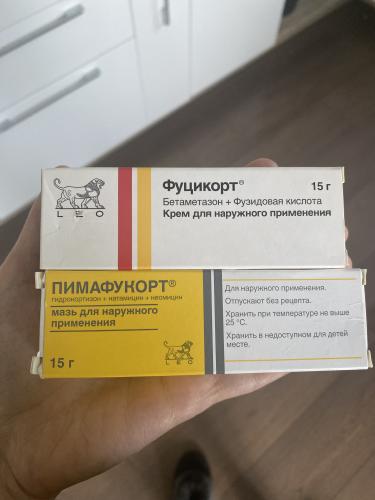 Фуцикорт® 15 г
Бетаметазон + Фузидовая кислота
Крем для наружного применения
LEO
ПИМАФУКОРТ®
гидрокортизон + натамицин + неомицин
мазь для наружного
применения
15 г
LEO
Для наружного применения.
Отпускают без рецепта.
Хранить при температуре не выше
25 °С.
Хранить в недоступном для детей
месте.